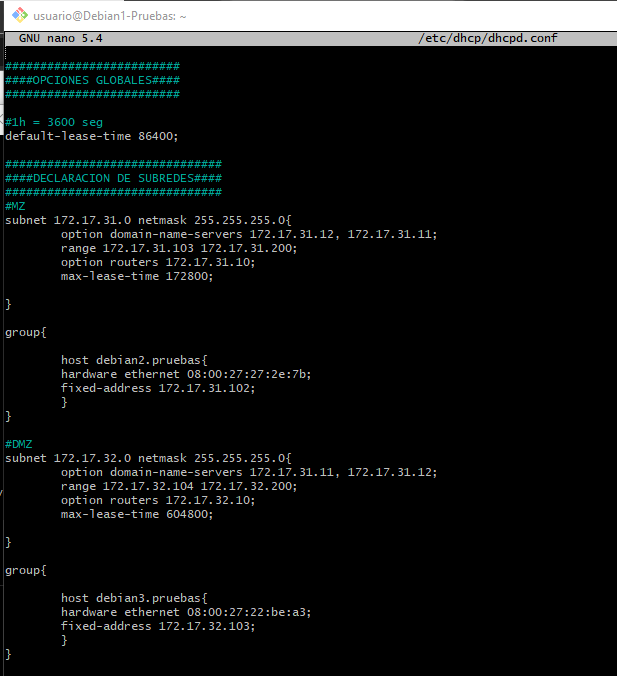 usuario@Debian1-Pruebas: ~
GNU nano 5.4 /etc/dhcp/dhcpd.conf
#########################
####OPCIONES GLOBALES####
#########################
#1h = 3600 seg
default-lease-time 86400;
###############################
####DECLARACION DE SUBREDES####
###############################
#MZ
subnet 172.17.31.0 netmask 255.255.255.0{
option domain-name-servers 172.17.31.12, 172.17.31.11;
range 172.17.31.103 172.17.31.200;
option routers 172.17.31.10;
max-lease-time 172800;
}
group{
host debian2.pruebas{
hardware ethernet 08:00:27:27:2e:7b;
fixed-address 172.17.31.102;
}
}
#DMZ
subnet 172.17.32.0 netmask 255.255.255.0{
option domain-name-servers 172.17.31.11, 172.17.31.12;
range 172.17.32.104 172.17.32.200;
option routers 172.17.32.10;
max-lease-time 604800;
}
group{
host debian3.pruebas{
hardware ethernet 08:00:27:22:be:a3;
fixed-address 172.17.32.103;
}
}